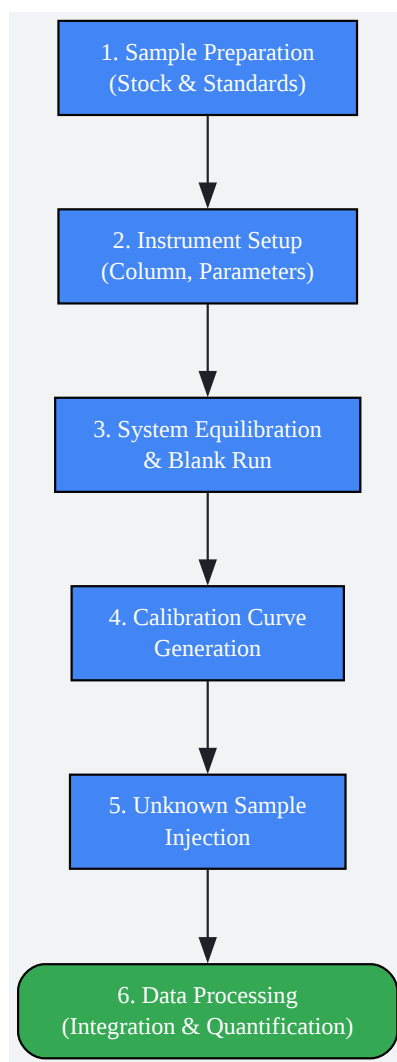 1. Sample Preparation
(Stock & Standards)
2. Instrument Setup
(Column, Parameters)
3. System Equilibration
& Blank Run
4. Calibration Curve
Generation
5. Unknown Sample
Injection
6. Data Processing
(Integration & Quantification)